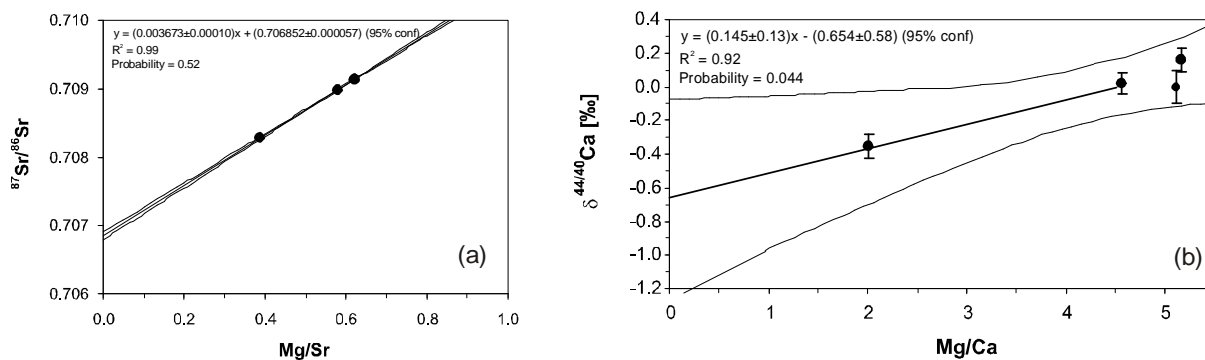 0.710
0.709
0.708
0.707
0.706
0.0 0.2 0.4 0.6 0.8 1.0
⁸⁷Sr/⁸⁶Sr
Mg/Sr
y = (0.003673±0.00010)x + (0.706852±0.000057) (95% conf)
R² = 0.99
Probability = 0.52
(a)
0.4
0.2
0.0
-0.2
-0.4
-0.6
-0.8
-1.0
-1.2
0 1 2 3 4 5
δ ⁴⁴/⁴⁰Ca [‰]
Mg/Ca
y = (0.145±0.13)x - (0.654±0.58) (95% conf)
R² = 0.92
Probability = 0.044
(b)